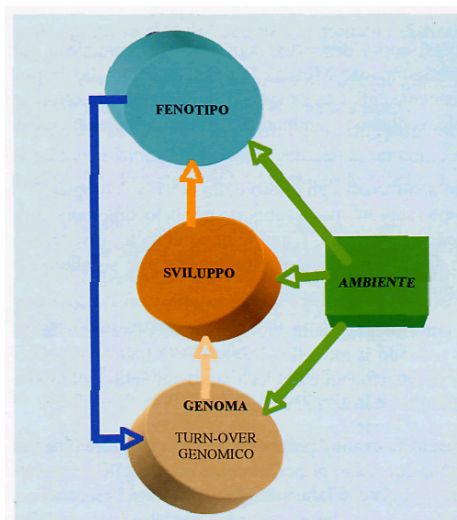 FENOTIPO
SVILUPPO
AMBIENTE
GENOMA
TURN-OVER
GENOMICO